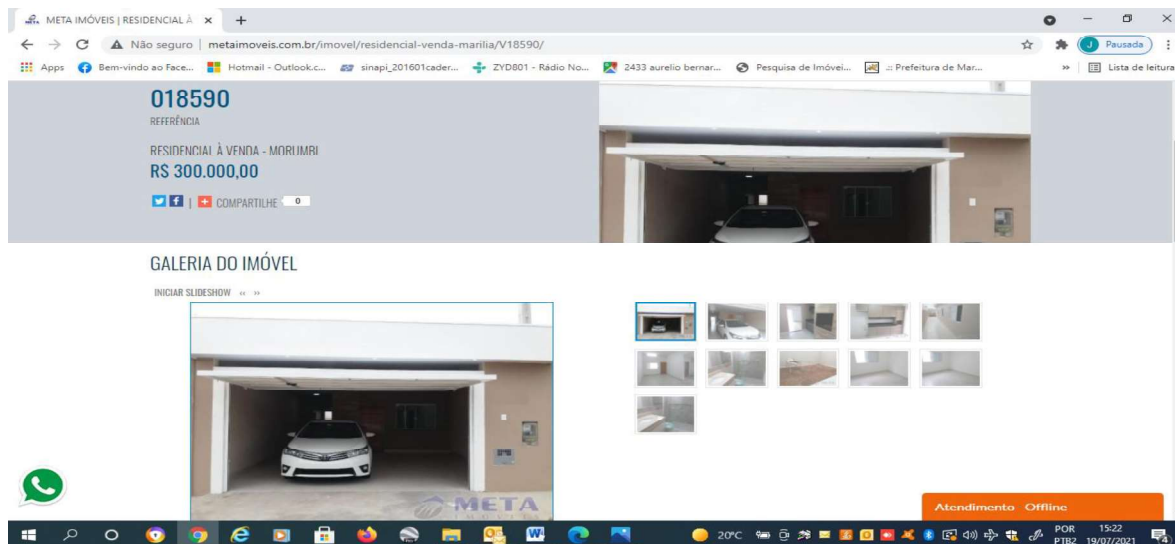 META IMÓVEIS | RESIDENCIAL À
Não seguro | metaimoveis.com.br/imovel/residencial-venda-marilia/V18590/
Pausada
Apps Bem-vindo ao Face... Hotmail - Outlook.c... sinapi_201601cader... ZYD801 - Rádio No... 2433 aurelio bernar... Pesquisa de Imóvei... .:: Prefeitura de Mar... » Lista de leitura
018590
REFERÊNCIA
RESIDENCIAL À VENDA - MORUMBI
R$ 300.000,00
| COMPARTILHE 0
GALERIA DO IMÓVEL
INICIAR SLIDESHOW ‹‹ ››
META
IMÓVEIS
Atendimento Offline
20°C POR 15:22
PTB2 19/07/2021